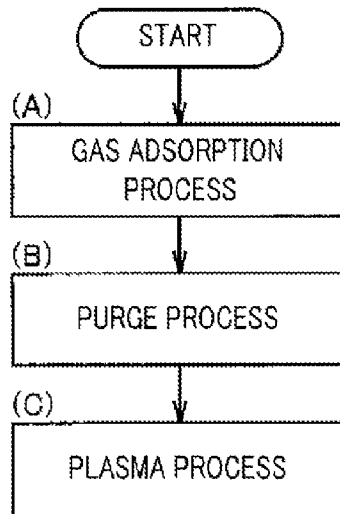 START
(A)
GAS ADSORPTION
PROCESS
(B)
PURGE PROCESS
(C)
PLASMA PROCESS